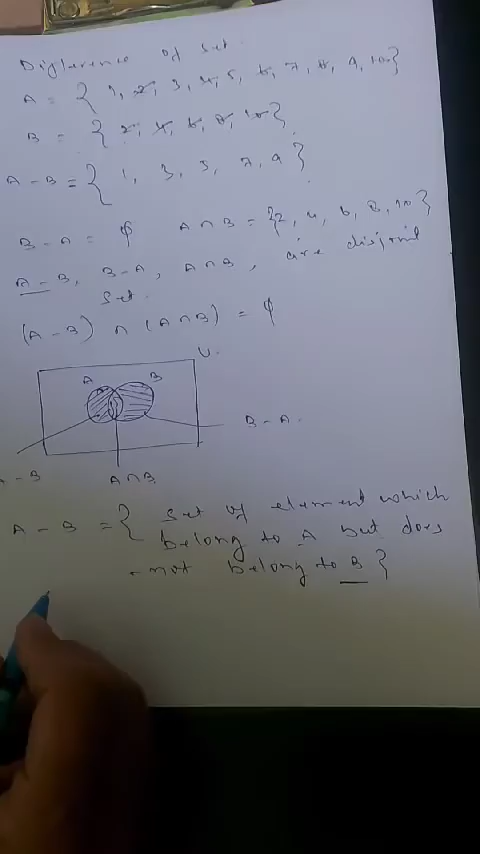 Difference of set.
A = { 1, 2, 3, 4, 5, 6, 7, 8, 9, 10 }
B = { 2, 4, 6, 8, 10 }
A - B = { 1, 3, 5, 7, 9 }
B - A = φ A ∩ B = {2, 4, 6, 8, 10}
A - B, B - A, A ∩ B, are disjoint
set.
(A - B) ∩ (A ∩ B) = φ
U.
A B
B - A.
A - B A ∩ B
A - B = { set of element which
belong to A but does
not belong to B }